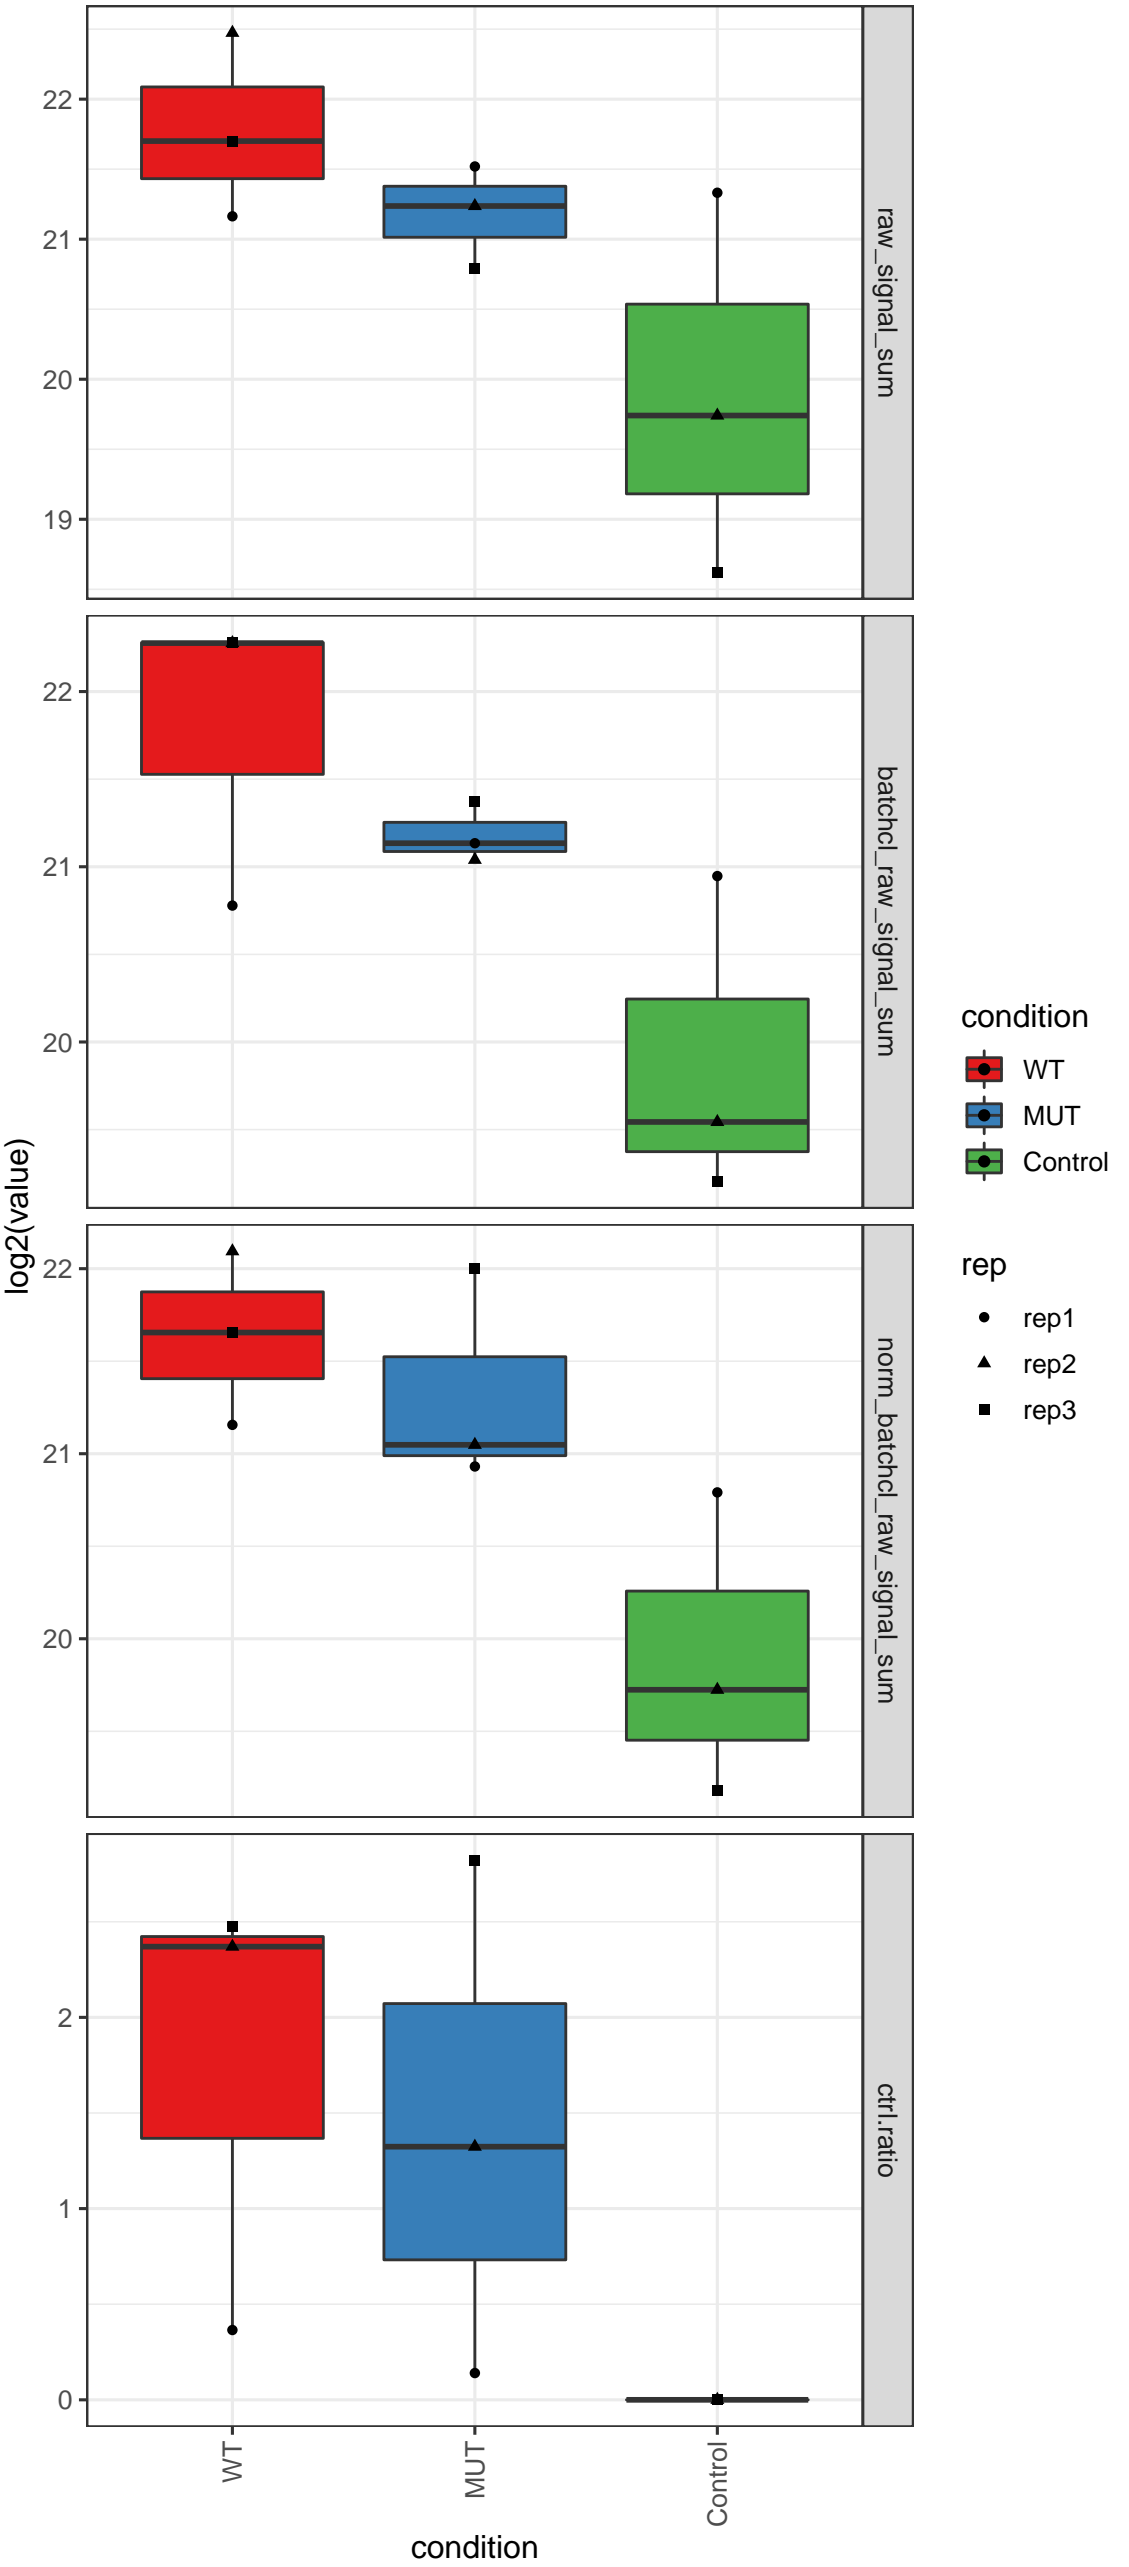 22
21
20
19
raw_signal_sum
22
21
20
batchcl_raw_signal_sum
22
21
20
norm_batchcl_raw_signal_sum
2
1
0
ctrl.ratio
log2(value)
WT
MUT
Control
condition
condition
WT
MUT
Control
rep
rep1
rep2
rep3